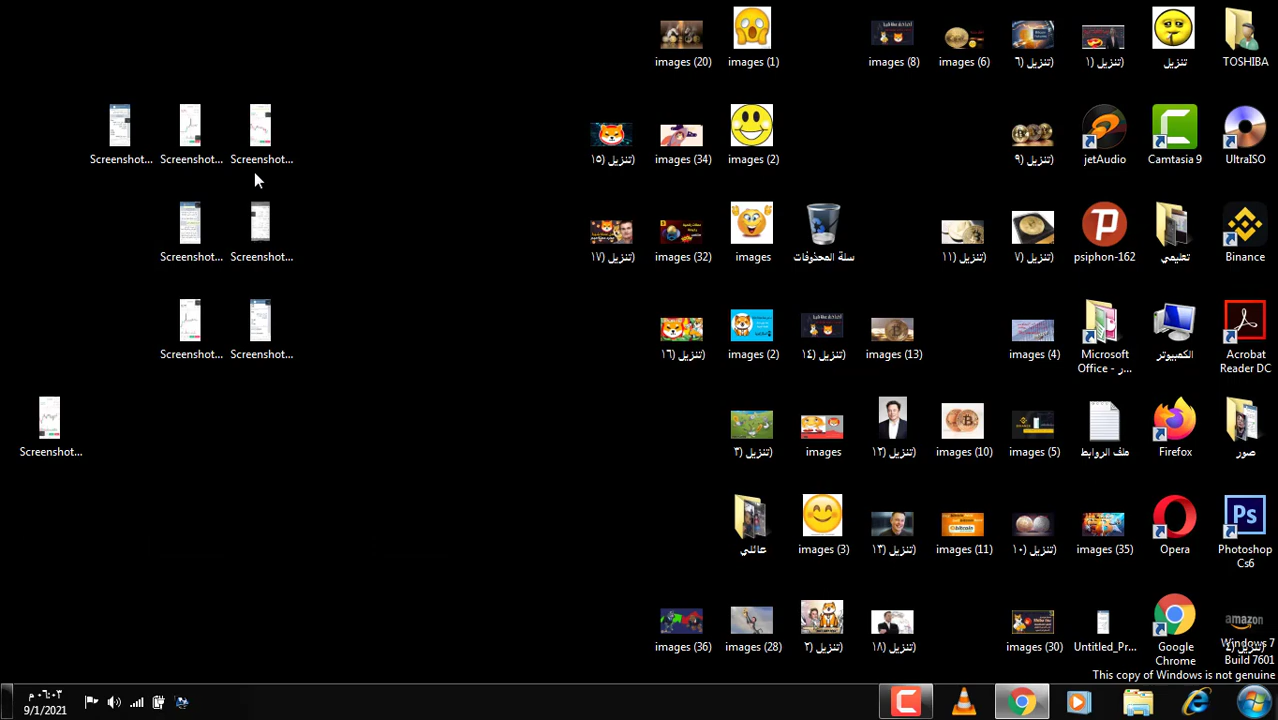 images (20)
images (1)
images (8)
images (6)
تنزيل (٦)
تنزيل (١)
تنزيل
TOSHIBA
Screenshot...
Screenshot...
Screenshot...
تنزيل (١٥)
images (34)
images (2)
تنزيل (٩)
jetAudio
Camtasia 9
UltraISO
Screenshot...
Screenshot...
تنزيل (١٧)
images (32)
images
سلة المحذوفات
تنزيل (١١)
تنزيل (٧)
psiphon-162
تعليمي
Binance
Screenshot...
Screenshot...
تنزيل (١٦)
images (2)
تنزيل (١٤)
images (13)
images (4)
Microsoft
Office - ر...
الكمبيوتر
Acrobat
Reader DC
Screenshot...
تنزيل (٣)
images
تنزيل (١٢)
images (10)
images (5)
ملف الروابط
Firefox
صور
عائلتي
images (3)
تنزيل (١٣)
images (11)
تنزيل (١٠)
images (35)
Opera
Ps
Photoshop
Cs6
images (36)
images (28)
تنزيل (٢)
تنزيل (١٨)
images (30)
Untitled_Pr...
Google
Chrome
amazon
Windows 7
Build 7601
This copy of Windows is not genuine
٠٦:٠٣ م
9/1/2021